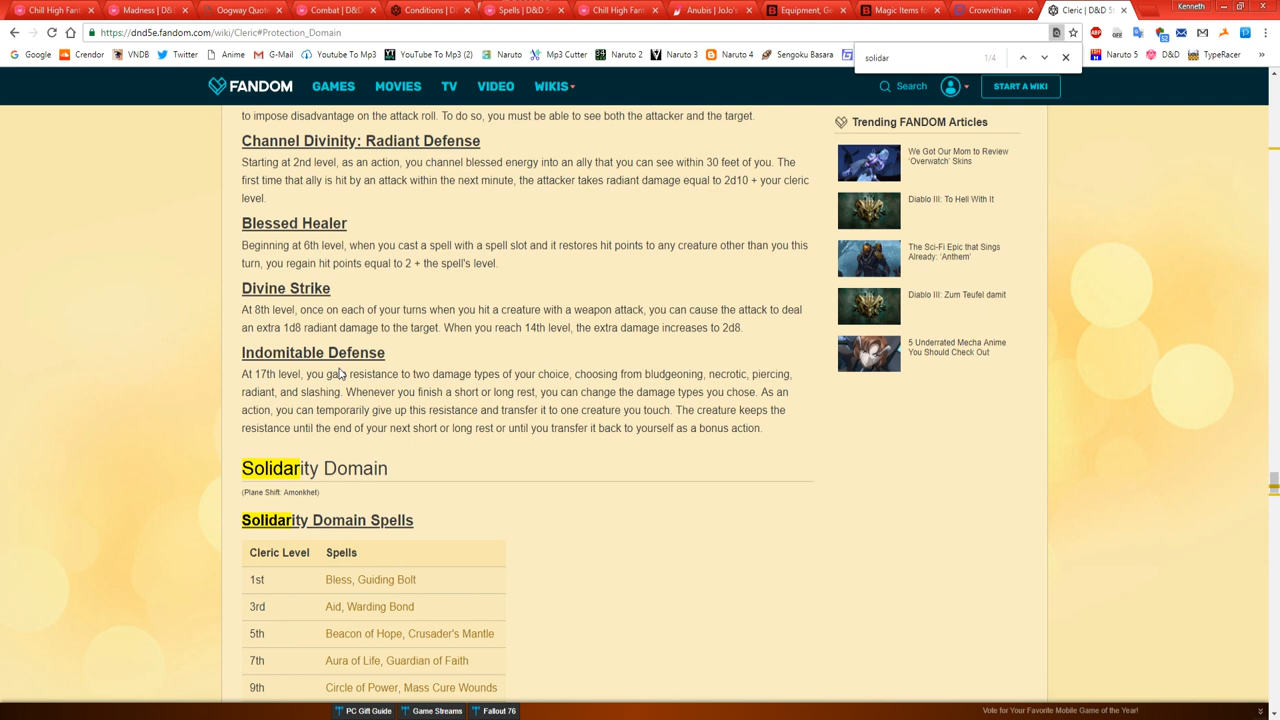 Chill High Fant
Madness | D&
Oogway Quot
Combat | D&D
Conditions | D
Spells | D&D 5
Chill High Fant
Anubis | JoJo's
Equipment, Ge
Magic Items fo
Crowvithian -
Cleric | D&D 5
Kenneth
https://dnd5e.fandom.com/wiki/Cleric#Protection_Domain
Google
Crendor
VNDB
Twitter
Anime
G-Mail
Youtube To Mp3
YouTube To Mp3 (2)
Mp3 Cutter
Naruto
Naruto 2
Naruto 3
Naruto 4
Sengoku Basara
Naruto 5
D&D
TypeRacer
solidar
1/4
FANDOM
GAMES
MOVIES
TV
VIDEO
WIKIS
Search
START A WIKI
to impose disadvantage on the attack roll. To do so, you must be able to see both the attacker and the target.
Channel Divinity: Radiant Defense
Starting at 2nd level, as an action, you channel blessed energy into an ally that you can see within 30 feet of you. The
first time that ally is hit by an attack within the next minute, the attacker takes radiant damage equal to 2d10 + your cleric
level.
Blessed Healer
Beginning at 6th level, when you cast a spell with a spell slot and it restores hit points to any creature other than you this
turn, you regain hit points equal to 2 + the spell's level.
Divine Strike
At 8th level, once on each of your turns when you hit a creature with a weapon attack, you can cause the attack to deal
an extra 1d8 radiant damage to the target. When you reach 14th level, the extra damage increases to 2d8.
Indomitable Defense
At 17th level, you gain resistance to two damage types of your choice, choosing from bludgeoning, necrotic, piercing,
radiant, and slashing. Whenever you finish a short or long rest, you can change the damage types you chose. As an
action, you can temporarily give up this resistance and transfer it to one creature you touch. The creature keeps the
resistance until the end of your next short or long rest or until you transfer it back to yourself as a bonus action.
Solidarity Domain
(Plane Shift: Amonkhet)
Solidarity Domain Spells
Cleric Level Spells
1st Bless, Guiding Bolt
3rd Aid, Warding Bond
5th Beacon of Hope, Crusader's Mantle
7th Aura of Life, Guardian of Faith
9th Circle of Power, Mass Cure Wounds
Trending FANDOM Articles
We Got Our Mom to Review
'Overwatch' Skins
Diablo III: To Hell With It
The Sci-Fi Epic that Sings
Already: 'Anthem'
Diablo III: Zum Teufel damit
5 Underrated Mecha Anime
You Should Check Out
PC Gift Guide
Game Streams
Fallout 76
Vote for Your Favorite Mobile Game of the Year!